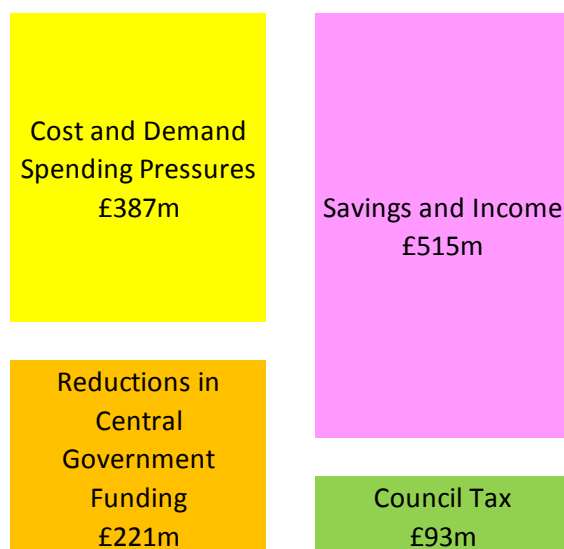 Cost and Demand
Spending Pressures
£387m
Reductions in
Central
Government
Funding
£221m
Savings and Income
£515m
Council Tax
£93m